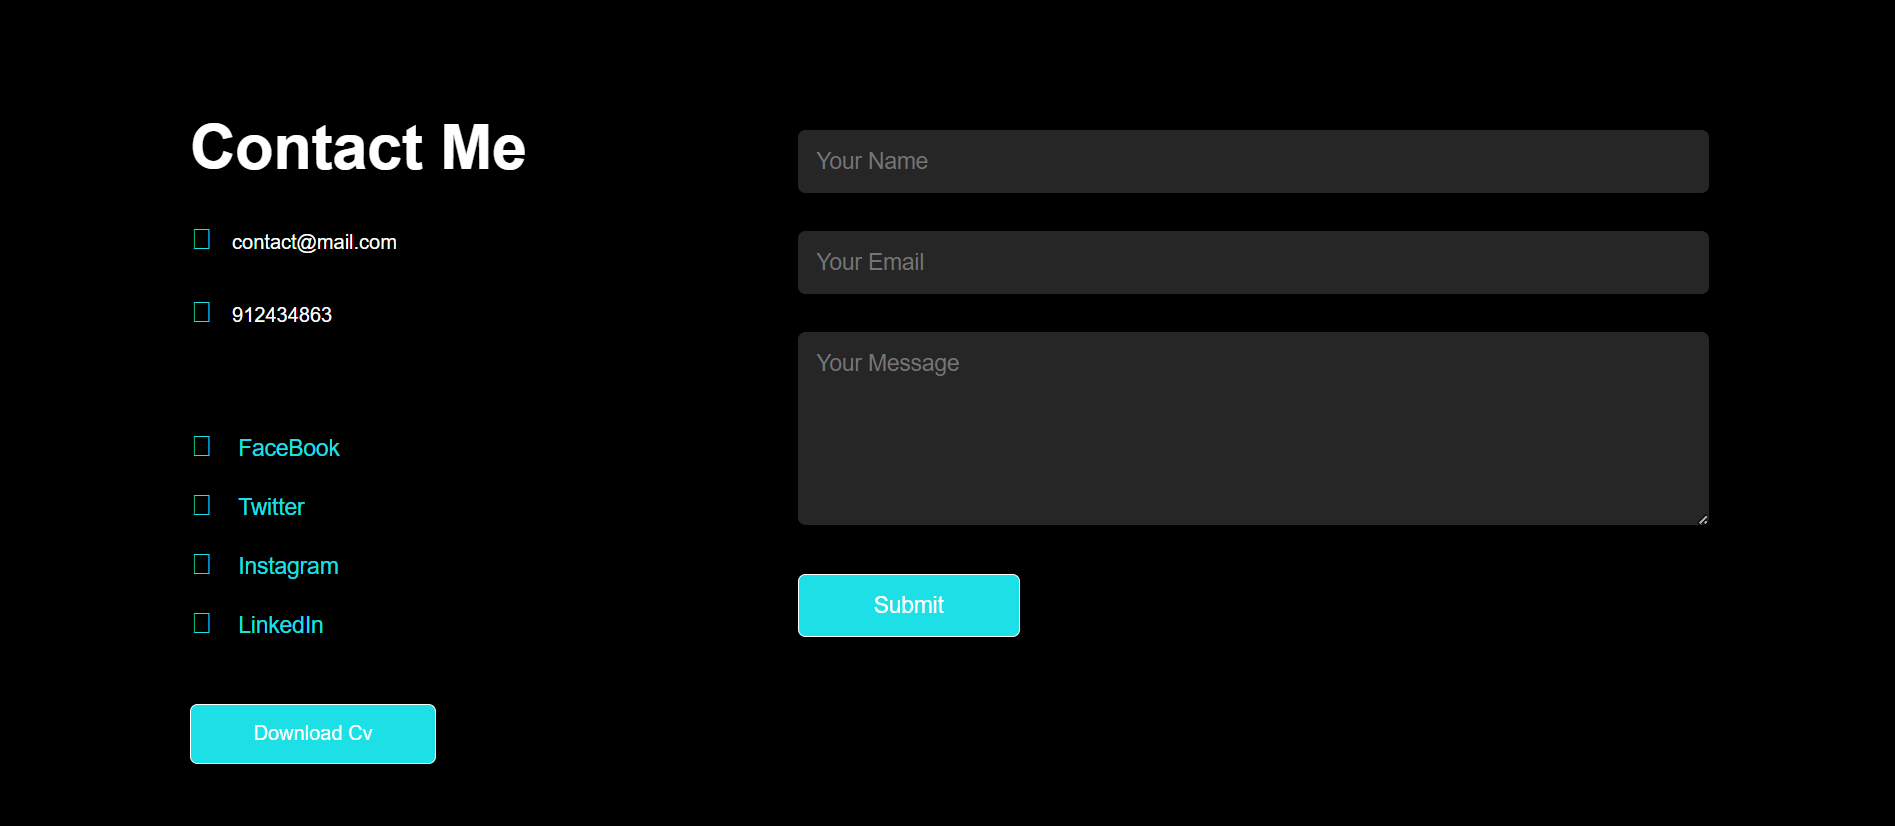 Contact Me
contact@mail.com
912434863
FaceBook
Twitter
Instagram
LinkedIn
Download Cv
Your Name
Your Email
Your Message
Submit